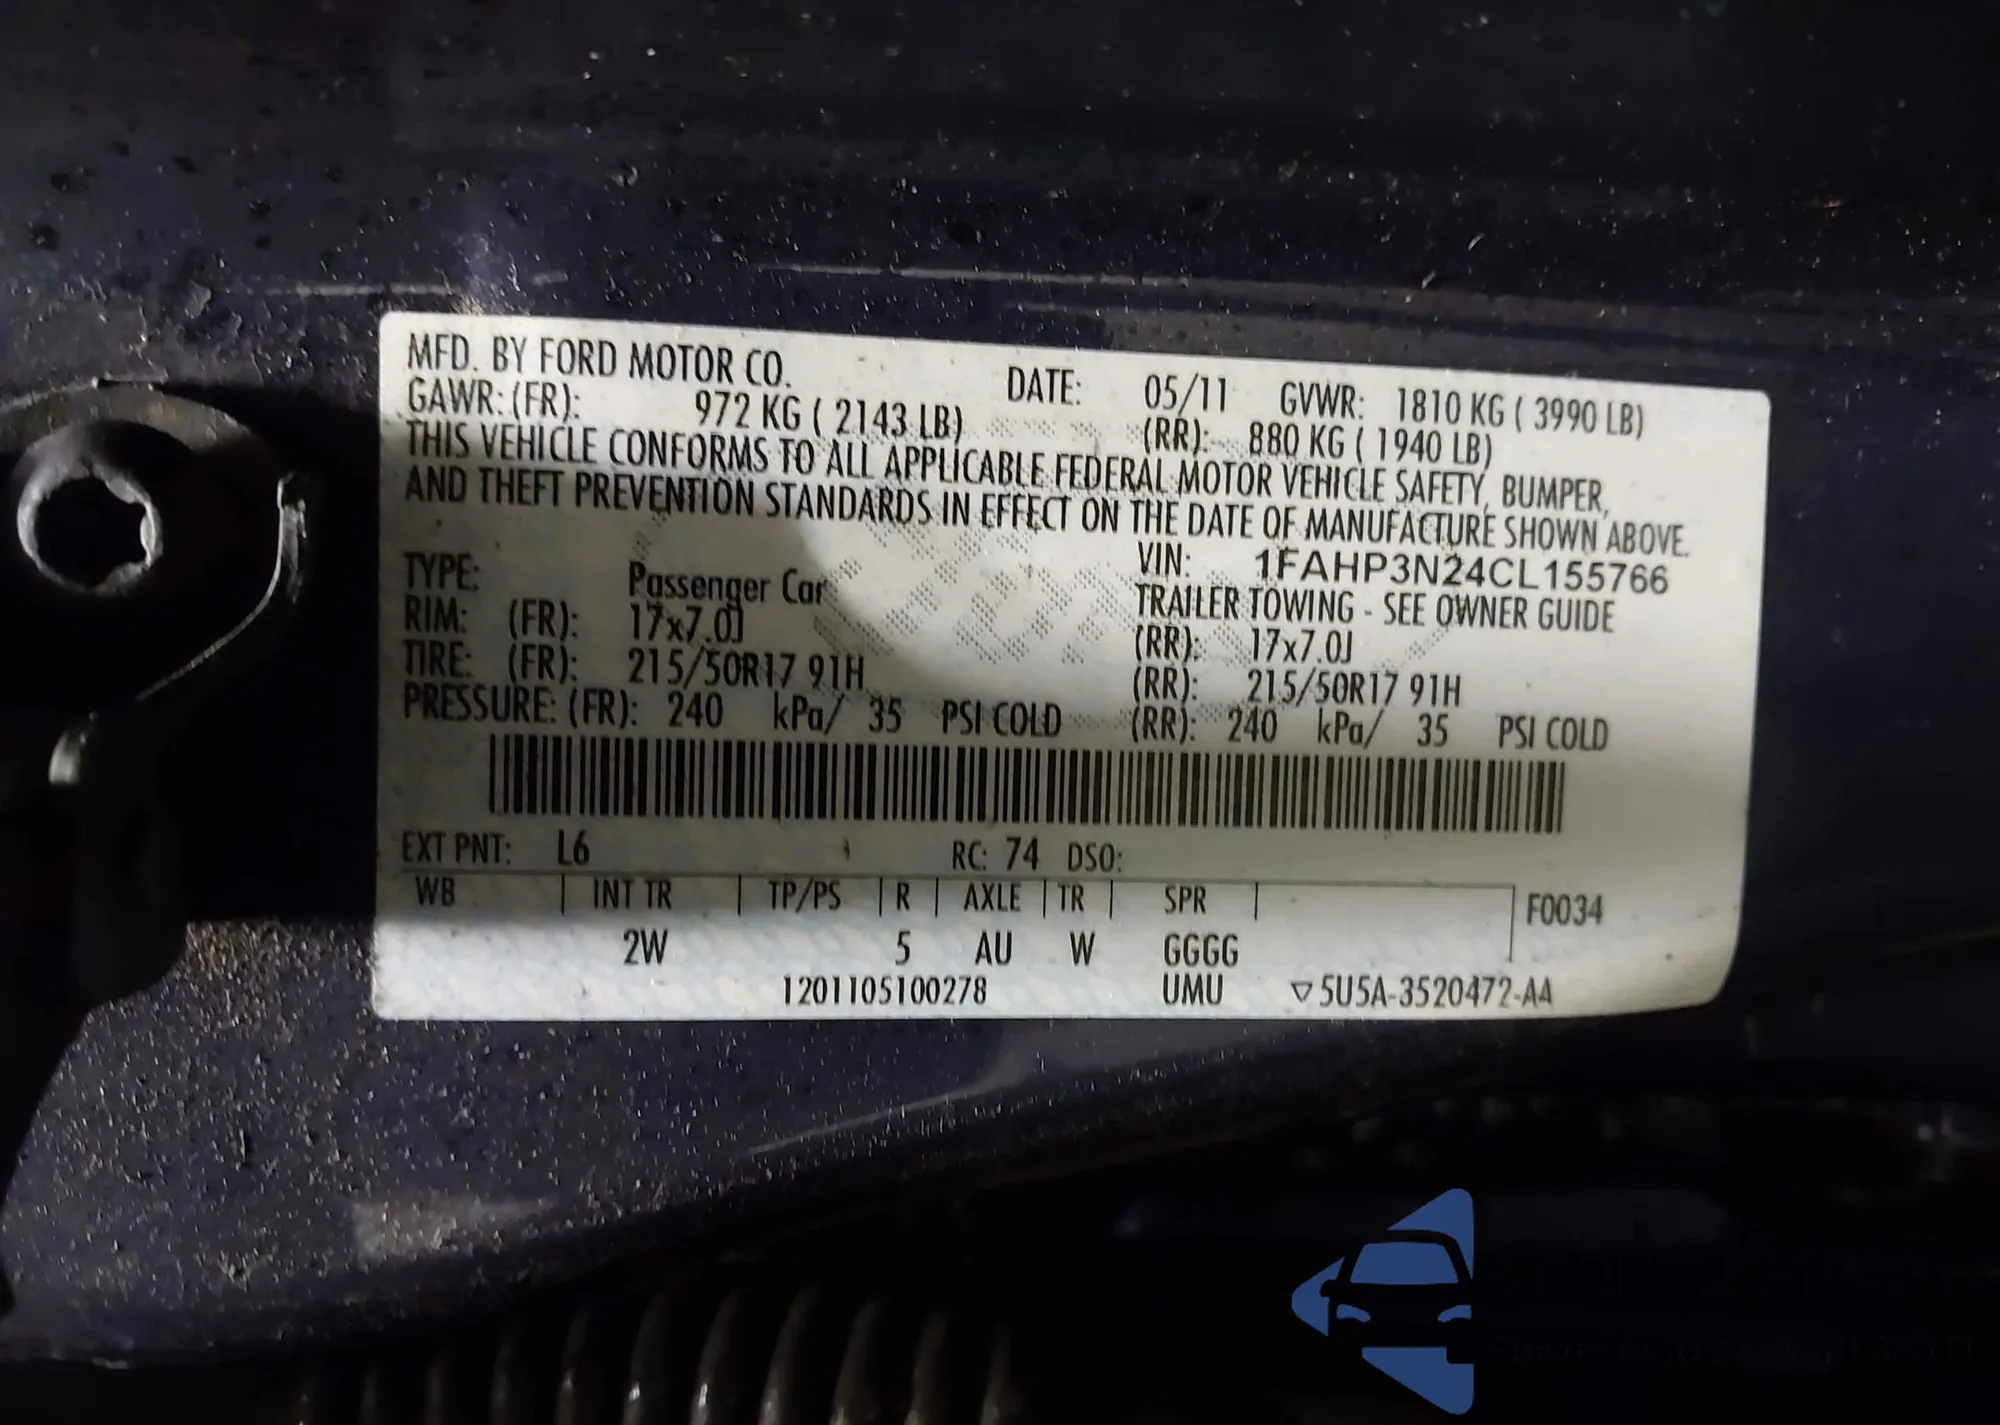 MFD. BY FORD MOTOR CO. DATE: 05/11 GVWR: 1810 KG ( 3990 LB)
GAWR: (FR): 972 KG ( 2143 LB) (RR): 880 KG ( 1940 LB)
THIS VEHICLE CONFORMS TO ALL APPLICABLE FEDERAL MOTOR VEHICLE SAFETY, BUMPER,
AND THEFT PREVENTION STANDARDS IN EFFECT ON THE DATE OF MANUFACTURE SHOWN ABOVE.
VIN: 1FAHP3N24CL155766
TYPE: Passenger Car TRAILER TOWING - SEE OWNER GUIDE
RIM: (FR): 17x7.0J (RR): 17x7.0J
TIRE: (FR): 215/50R17 91H (RR): 215/50R17 91H
PRESSURE: (FR): 240 kPa/ 35 PSI COLD (RR): 240 kPa/ 35 PSI COLD
EXT PNT: L6 RC: 74 DSO:
WB INT TR TP/PS R AXLE TR SPR F0034
2W 5 AU W GGGG
1201105100278 UMU ▽5U5A-3520472-AA